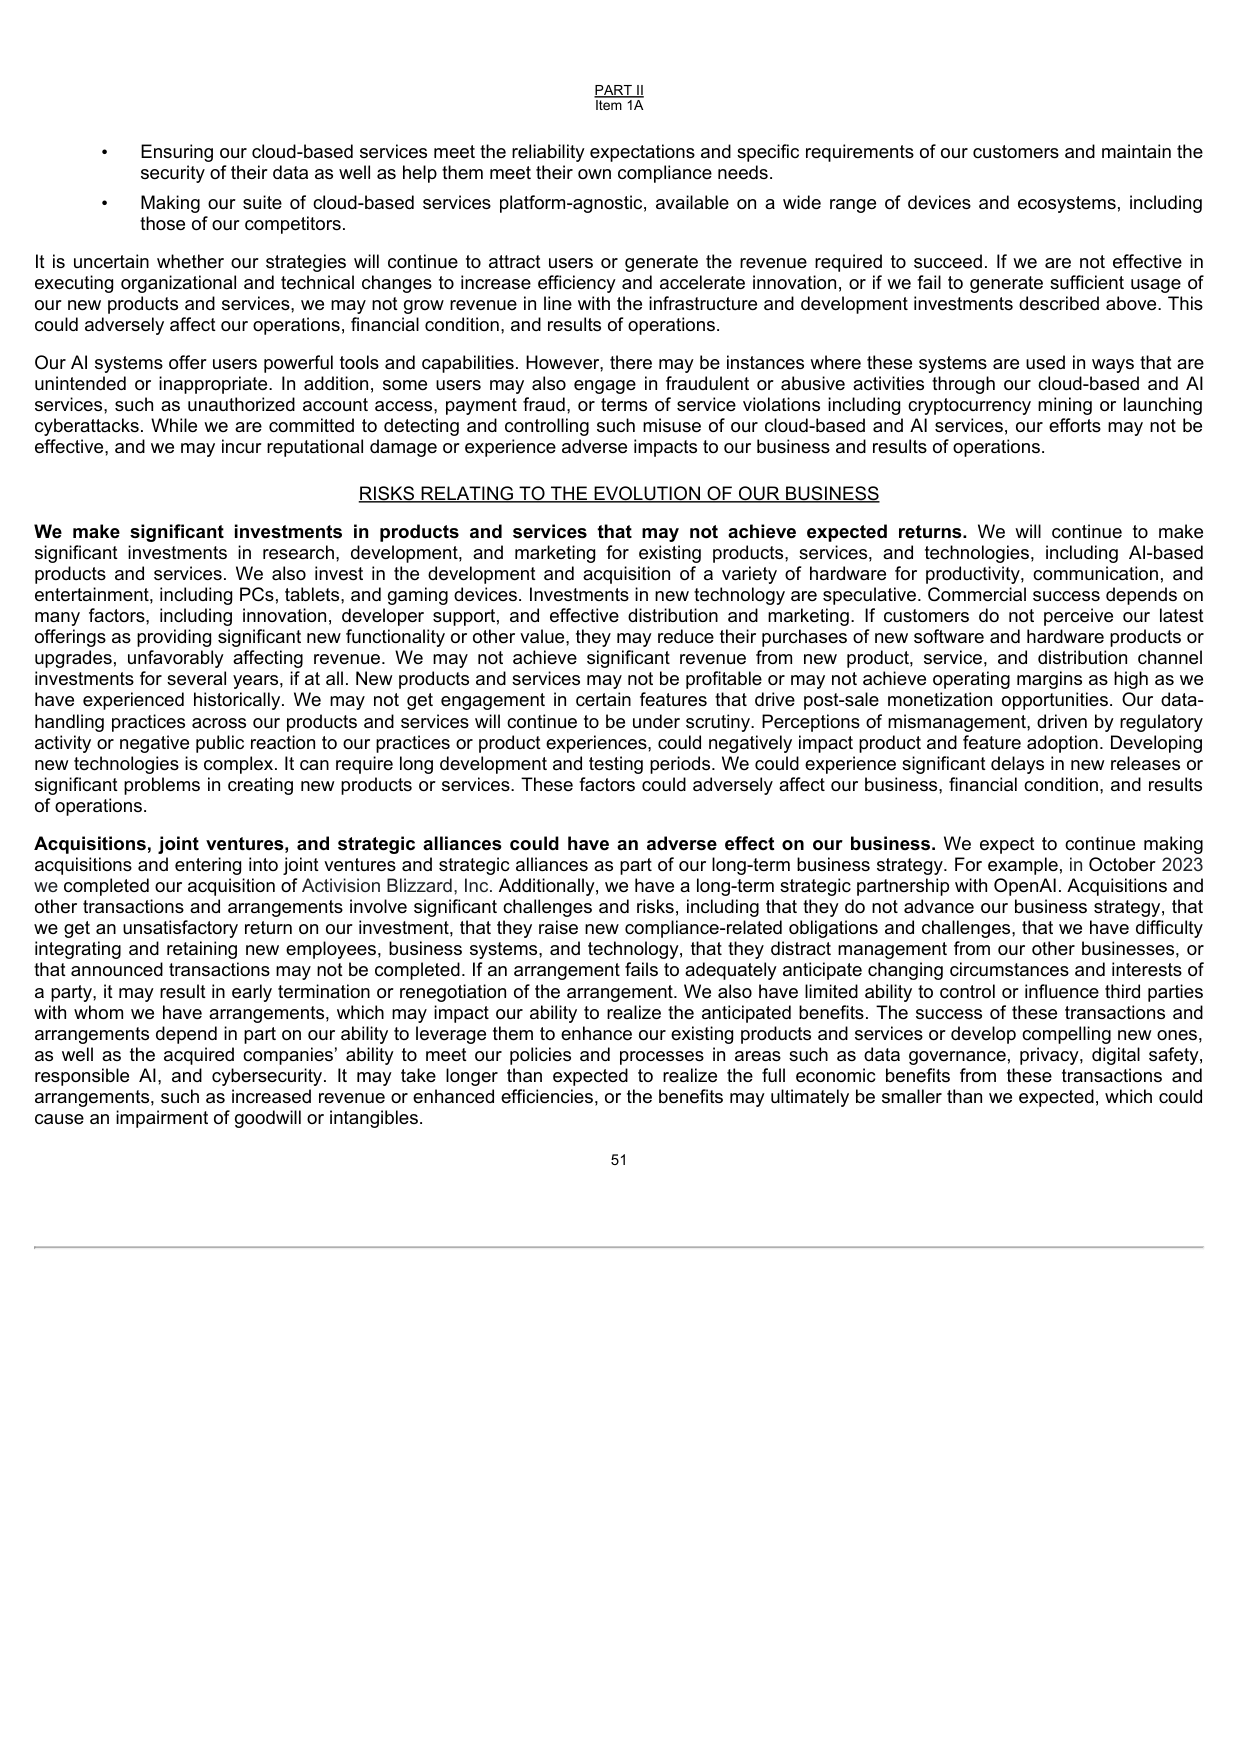 PART II
Item 1A
• Ensuring our cloud-based services meet the reliability expectations and specific requirements of our customers and maintain the
security of their data as well as help them meet their own compliance needs.
• Making our suite of cloud-based services platform-agnostic, available on a wide range of devices and ecosystems, including
those of our competitors.
It is uncertain whether our strategies will continue to attract users or generate the revenue required to succeed. If we are not effective in
executing organizational and technical changes to increase efficiency and accelerate innovation, or if we fail to generate sufficient usage of
our new products and services, we may not grow revenue in line with the infrastructure and development investments described above. This
could adversely affect our operations, financial condition, and results of operations.
Our AI systems offer users powerful tools and capabilities. However, there may be instances where these systems are used in ways that are
unintended or inappropriate. In addition, some users may also engage in fraudulent or abusive activities through our cloud-based and AI
services, such as unauthorized account access, payment fraud, or terms of service violations including cryptocurrency mining or launching
cyberattacks. While we are committed to detecting and controlling such misuse of our cloud-based and AI services, our efforts may not be
effective, and we may incur reputational damage or experience adverse impacts to our business and results of operations.
RISKS RELATING TO THE EVOLUTION OF OUR BUSINESS
We make significant investments in products and services that may not achieve expected returns. We will continue to make
significant investments in research, development, and marketing for existing products, services, and technologies, including AI-based
products and services. We also invest in the development and acquisition of a variety of hardware for productivity, communication, and
entertainment, including PCs, tablets, and gaming devices. Investments in new technology are speculative. Commercial success depends on
many factors, including innovation, developer support, and effective distribution and marketing. If customers do not perceive our latest
offerings as providing significant new functionality or other value, they may reduce their purchases of new software and hardware products or
upgrades, unfavorably affecting revenue. We may not achieve significant revenue from new product, service, and distribution channel
investments for several years, if at all. New products and services may not be profitable or may not achieve operating margins as high as we
have experienced historically. We may not get engagement in certain features that drive post-sale monetization opportunities. Our data-
handling practices across our products and services will continue to be under scrutiny. Perceptions of mismanagement, driven by regulatory
activity or negative public reaction to our practices or product experiences, could negatively impact product and feature adoption. Developing
new technologies is complex. It can require long development and testing periods. We could experience significant delays in new releases or
significant problems in creating new products or services. These factors could adversely affect our business, financial condition, and results
of operations.
Acquisitions, joint ventures, and strategic alliances could have an adverse effect on our business. We expect to continue making
acquisitions and entering into joint ventures and strategic alliances as part of our long-term business strategy. For example, in October 2023
we completed our acquisition of Activision Blizzard, Inc. Additionally, we have a long-term strategic partnership with OpenAI. Acquisitions and
other transactions and arrangements involve significant challenges and risks, including that they do not advance our business strategy, that
we get an unsatisfactory return on our investment, that they raise new compliance-related obligations and challenges, that we have difficulty
integrating and retaining new employees, business systems, and technology, that they distract management from our other businesses, or
that announced transactions may not be completed. If an arrangement fails to adequately anticipate changing circumstances and interests of
a party, it may result in early termination or renegotiation of the arrangement. We also have limited ability to control or influence third parties
with whom we have arrangements, which may impact our ability to realize the anticipated benefits. The success of these transactions and
arrangements depend in part on our ability to leverage them to enhance our existing products and services or develop compelling new ones,
as well as the acquired companies’ ability to meet our policies and processes in areas such as data governance, privacy, digital safety,
responsible AI, and cybersecurity. It may take longer than expected to realize the full economic benefits from these transactions and
arrangements, such as increased revenue or enhanced efficiencies, or the benefits may ultimately be smaller than we expected, which could
cause an impairment of goodwill or intangibles.
51